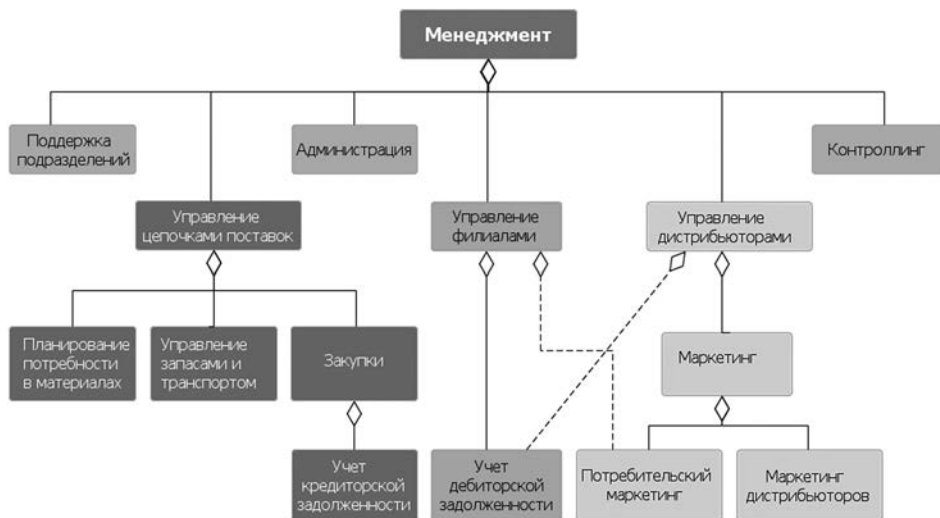 Менеджмент
Поддержка
подразделений
Администрация
Контроллинг
Управление
цепочками поставок
Управление
филиалами
Управление
дистрибьюторами
Планирование
потребности
в материалах
Управление
запасами и
транспортом
Закупки
Маркетинг
Учет
кредиторской
задолженности
Учет
дебиторской
задолженности
Потребительский
маркетинг
Маркетинг
дистрибьюторов